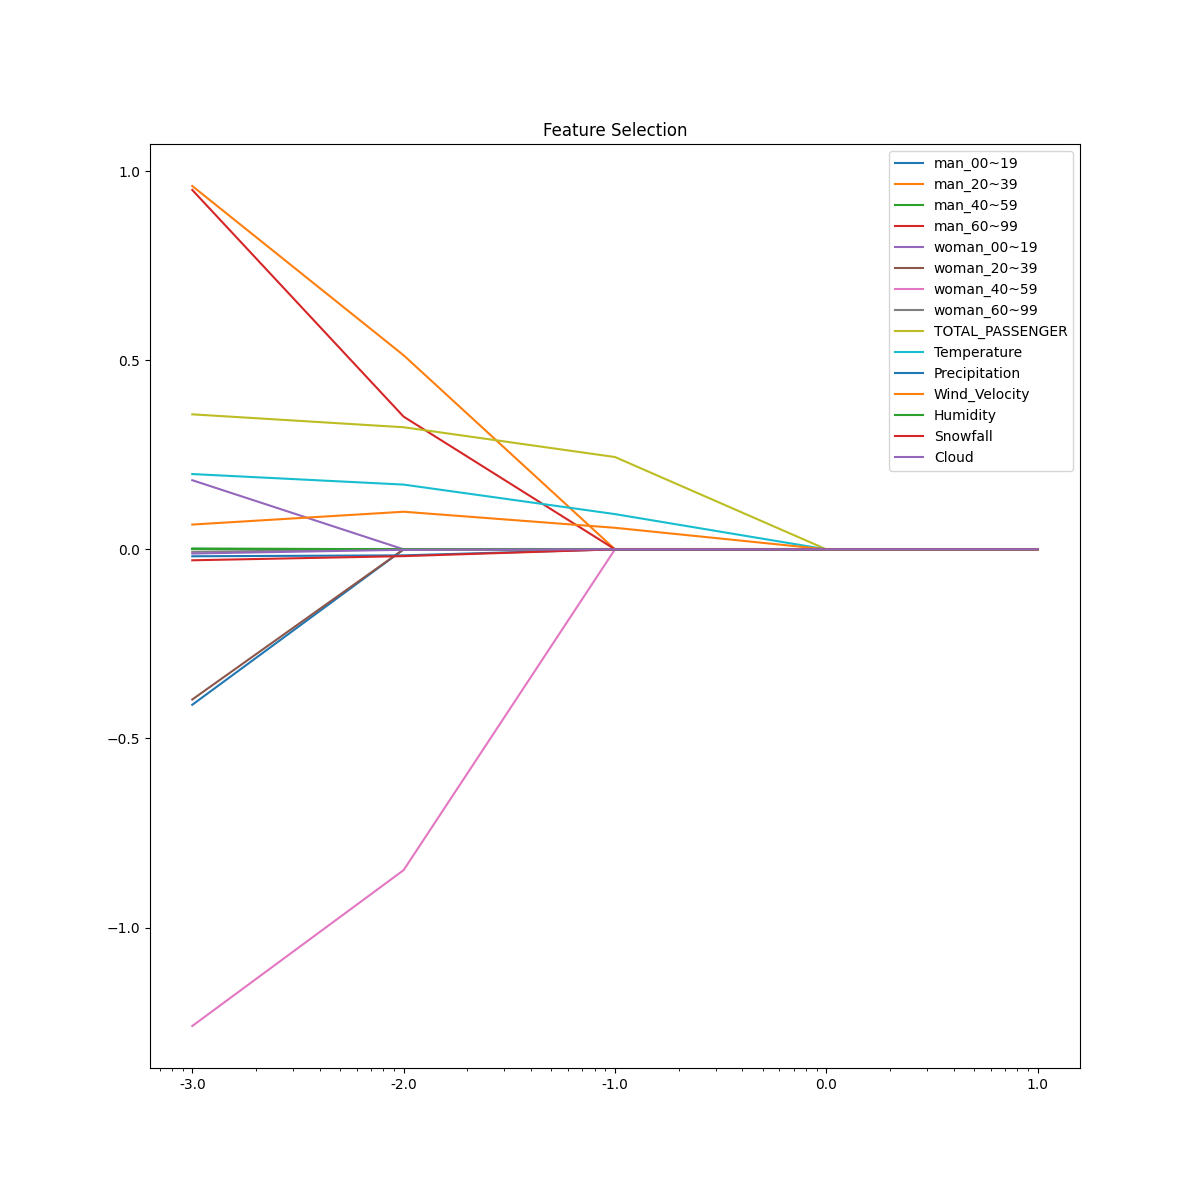 Feature Selection
1.0
0.5
0.0
−0.5
−1.0
man_00~19
man_20~39
man_40~59
man_60~99
woman_00~19
woman_20~39
woman_40~59
woman_60~99
TOTAL_PASSENGER
Temperature
Precipitation
Wind_Velocity
Humidity
Snowfall
Cloud
-3.0 -2.0 -1.0 0.0 1.0